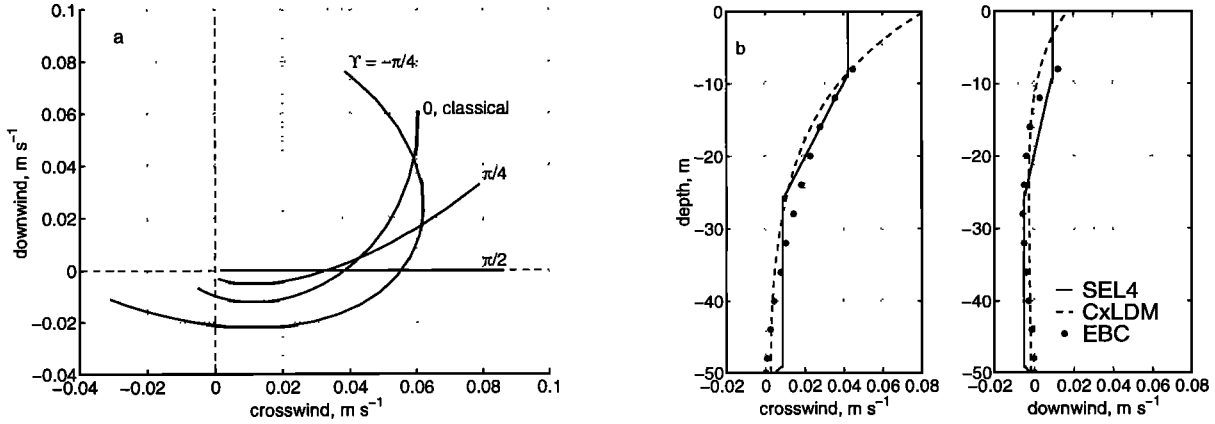 a
0.1
0.08
0.06
0.04
0.02
0
−0.02
−0.04
downwind, m s⁻¹
−0.04 −0.02 0 0.02 0.04 0.06 0.08 0.1
crosswind, m s⁻¹
ϒ = −π/4
0, classical
π/4
π/2
b
0
−10
−20
−30
−40
−50
depth, m
−0.02 0 0.02 0.04 0.06 0.08
crosswind, m s⁻¹
0
−10
−20
−30
−40
−50
SEL4
CxLDM
EBC
−0.02 0 0.02 0.04 0.06 0.08
downwind, m s⁻¹